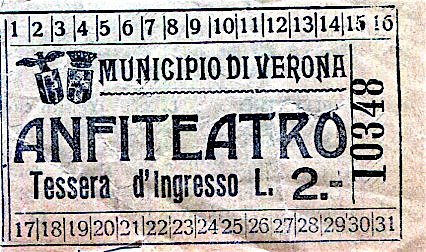 1 2 3 4 5 6 7 8 9 10 11 12 13 14 15 16
MUNICIPIO DI VERONA
ANFITEATRO
Tessera d'Ingresso L. 2.-
10348
17 18 19 20 21 22 23 24 25 26 27 28 29 30 31